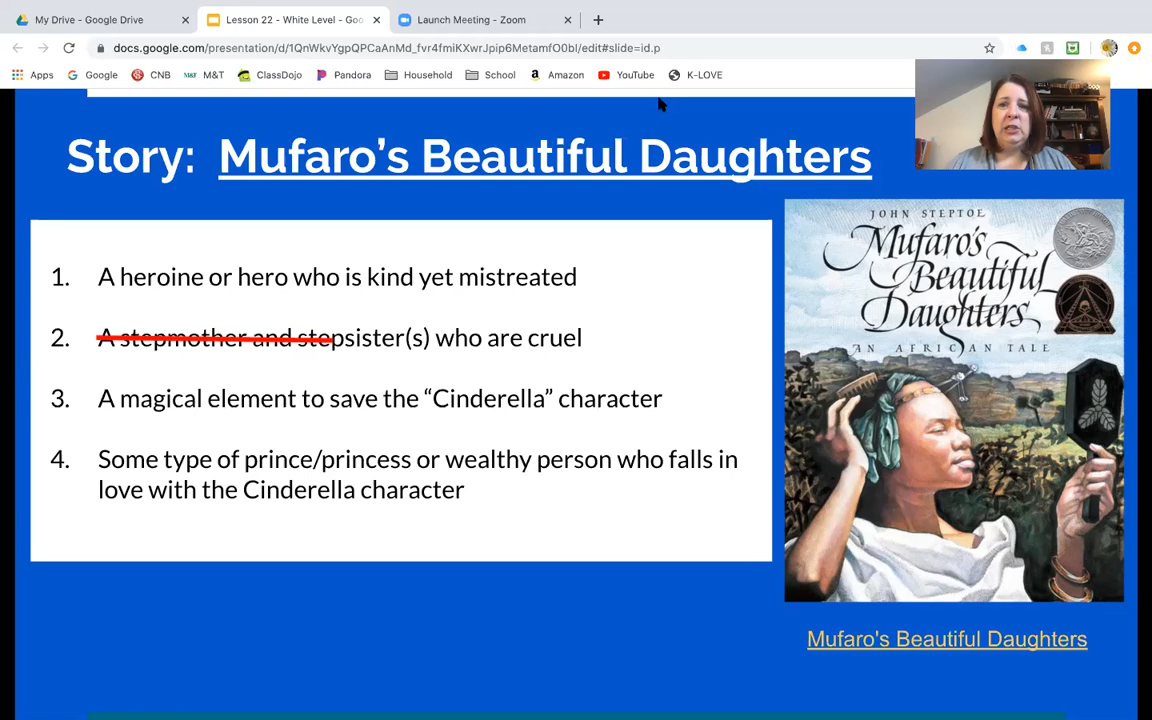 My Drive - Google Drive
Lesson 22 - White Level - Goo
Launch Meeting - Zoom
docs.google.com/presentation/d/1QnWkvYgpQPCaAnMd_fvr4fmiKXwrJpip6MetamfO0bI/edit#slide=id.p
Apps Google CNB M&T M&T ClassDojo Pandora Household School Amazon YouTube K-LOVE
Story: Mufaro's Beautiful Daughters
1. A heroine or hero who is kind yet mistreated
2. A stepmother and stepsister(s) who are cruel
3. A magical element to save the “Cinderella” character
4. Some type of prince/princess or wealthy person who falls in
love with the Cinderella character
JOHN STEPTOE
Mufaro's
Beautiful
Daughters
AN AFRICAN TALE
Mufaro's Beautiful Daughters